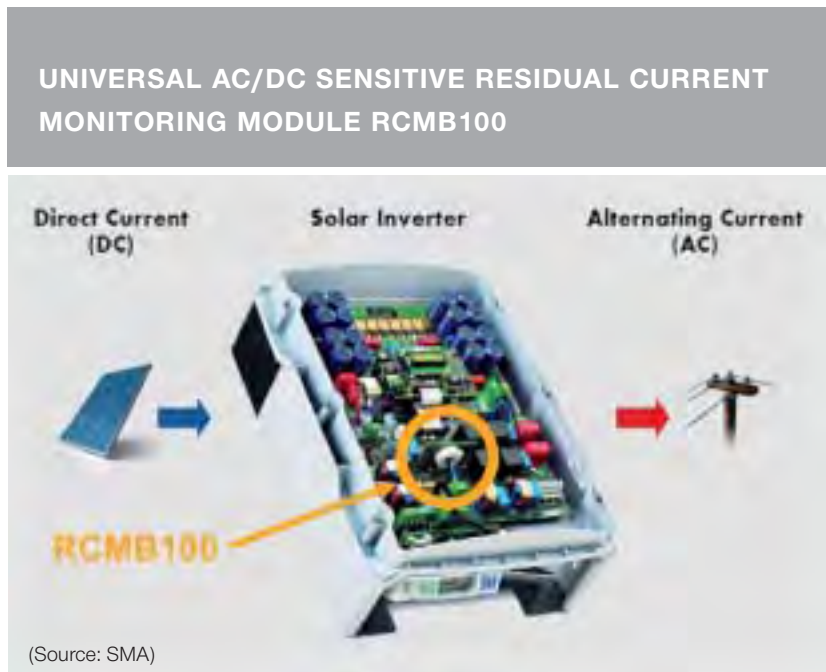 UNIVERSAL AC/DC SENSITIVE RESIDUAL CURRENT
MONITORING MODULE RCMB100
Direct Current
(DC)
Solar Inverter
Alternating Current
(AC)
RCMB100
(Source: SMA)